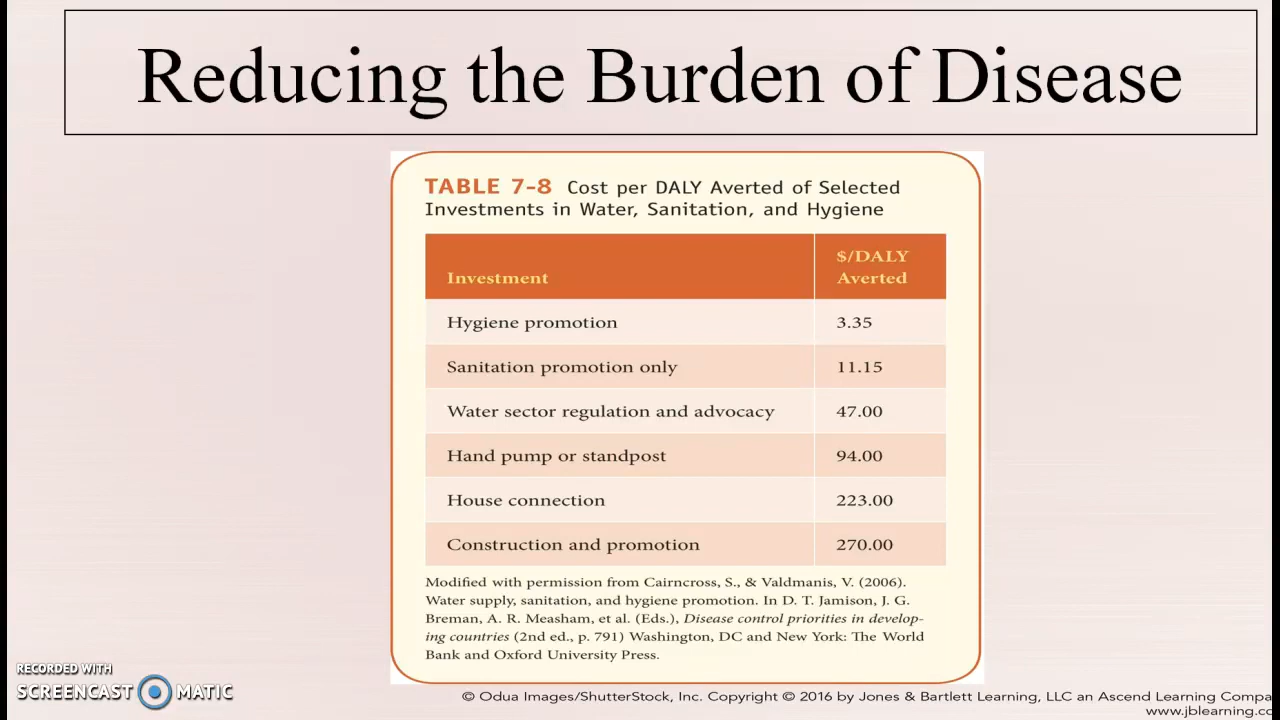 Reducing the Burden of Disease
TABLE 7-8 Cost per DALY Averted of Selected
Investments in Water, Sanitation, and Hygiene
Investment $/DALY Averted
Hygiene promotion 3.35
Sanitation promotion only 11.15
Water sector regulation and advocacy 47.00
Hand pump or standpost 94.00
House connection 223.00
Construction and promotion 270.00
Modified with permission from Cairncross, S., & Valdmanis, V. (2006).
Water supply, sanitation, and hygiene promotion. In D. T. Jamison, J. G.
Breman, A. R. Measham, et al. (Eds.), Disease control priorities in develop-
ing countries (2nd ed., p. 791) Washington, DC and New York: The World
Bank and Oxford University Press.
RECORDED WITH
SCREENCAST MATIC
© Odua Images/ShutterStock, Inc. Copyright © 2016 by Jones & Bartlett Learning, LLC an Ascend Learning Compa
www.jblearning.co